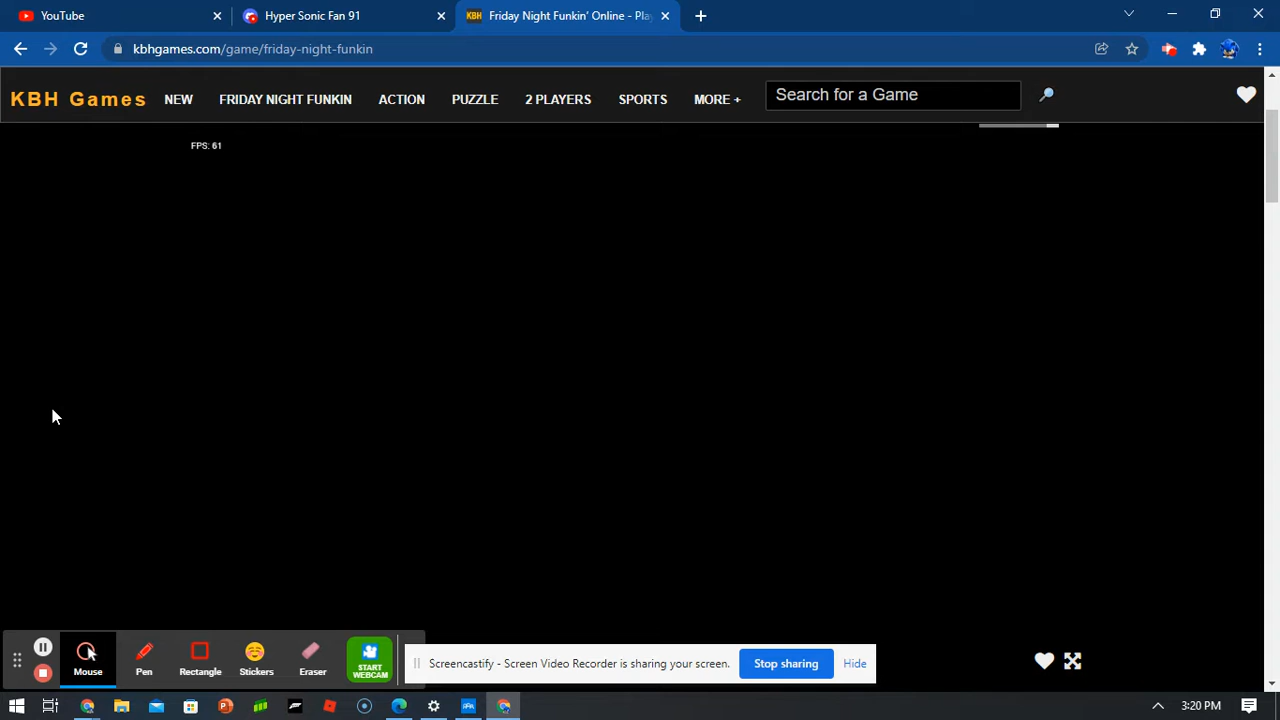 YouTube
Hyper Sonic Fan 91
KBH
Friday Night Funkin' Online - Pla
kbhgames.com/game/friday-night-funkin
KBH Games
NEW
FRIDAY NIGHT FUNKIN
ACTION
PUZZLE
2 PLAYERS
SPORTS
MORE +
Search for a Game
FPS: 61
Mouse
Pen
Rectangle
Stickers
Eraser
START
WEBCAM
Screencastify - Screen Video Recorder is sharing your screen.
Stop sharing
Hide
3:20 PM